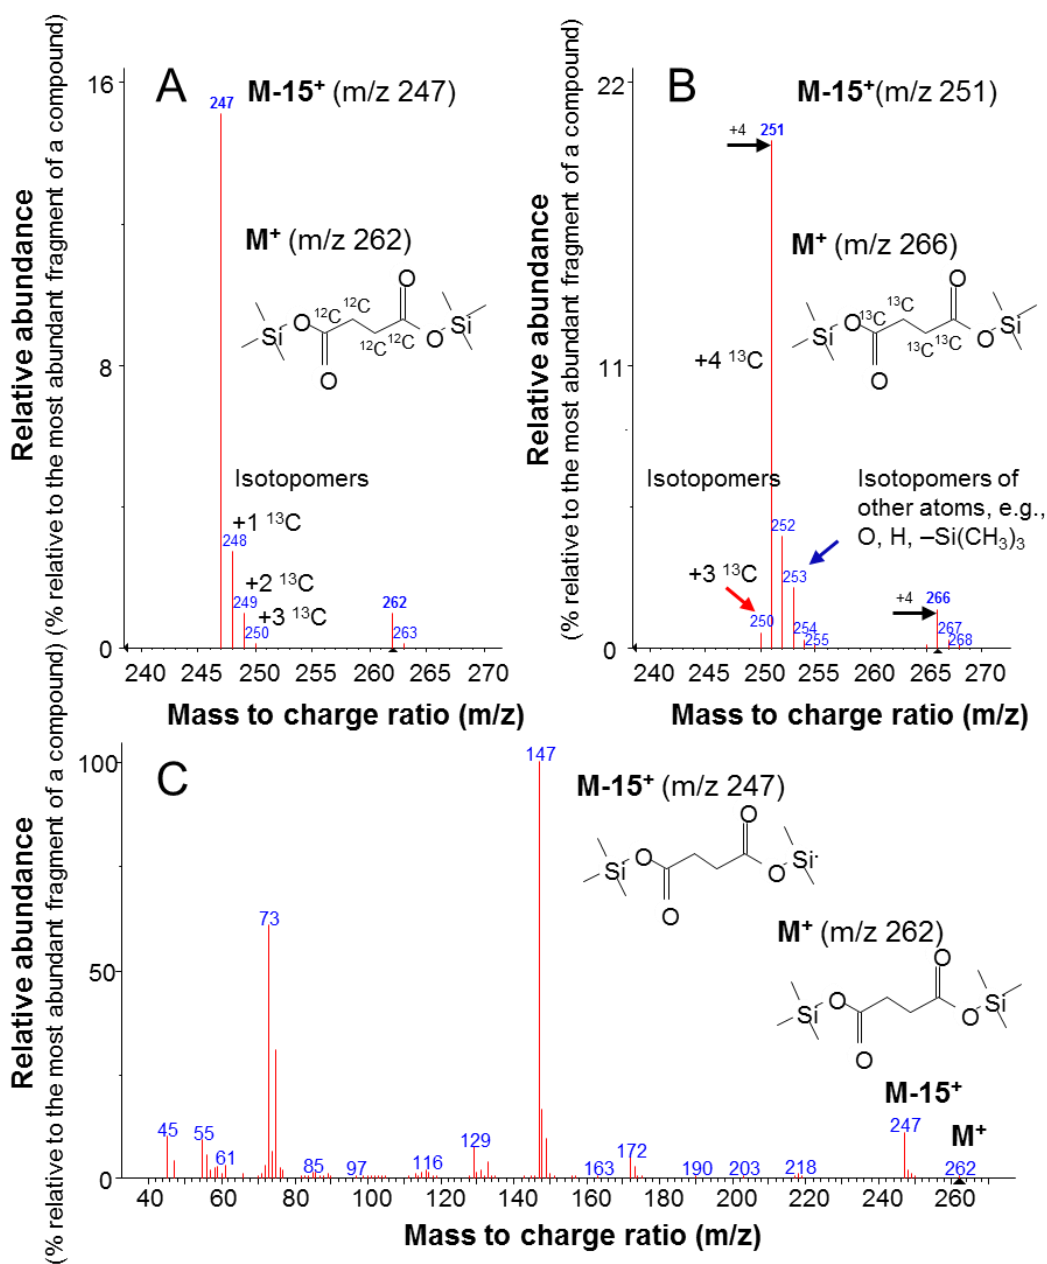 A
M-15⁺ (m/z 247)
16
247
M⁺ (m/z 262)
O
¹²C ¹²C
Si
O
¹²C ¹²C
O
Si
O
8
Isotopomers
+1 ¹³C
248
+2 ¹³C
249
+3 ¹³C
250
262
263
0
240 245 250 255 260 265 270
Mass to charge ratio (m/z)
Relative abundance
(% relative to the most abundant fragment of a compound)
B
M-15⁺(m/z 251)
22
+4
251
M⁺ (m/z 266)
O
¹³C ¹³C
Si
O
¹³C ¹³C
O
Si
O
11
+4 ¹³C
Isotopomers
Isotopomers of
other atoms, e.g.,
O, H, –Si(CH₃)₃
252
+3 ¹³C
253
250
254
255
+4
266
267
268
0
240 245 250 255 260 265 270
Mass to charge ratio (m/z)
Relative abundance
(% relative to the most abundant fragment of a compound)
C
100
147
M-15⁺ (m/z 247)
O
Si
O
O
Si·
O
M⁺ (m/z 262)
O
Si
O
O
Si
O
73
50
M-15⁺
247
M⁺
45
55
61
85
97
116
129
163
172
190
203
218
262
0
40 60 80 100 120 140 160 180 200 220 240 260
Mass to charge ratio (m/z)
Relative abundance
(% relative to the most abundant fragment of a compound)